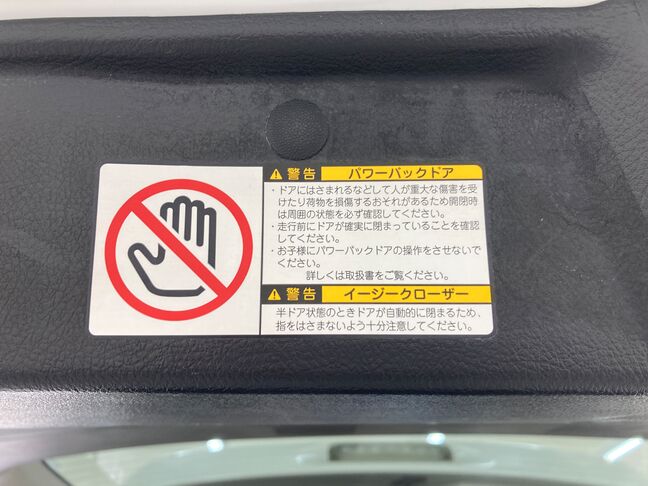 警告 パワーバックドア
・ドアにはさまれるなどして人が重大な傷害を受
けたり荷物を損傷するおそれがあるため開閉時
は周囲の状態を必ず確認してください。
・走行前にドアが確実に閉まっていることを確認
してください。
・お子様にパワーバックドアの操作をさせないで
ください。
詳しくは取扱書をご覧ください。
警告 イージークローザー
半ドア状態のときドアが自動的に閉まるため、
指をはさまないよう十分注意してください。